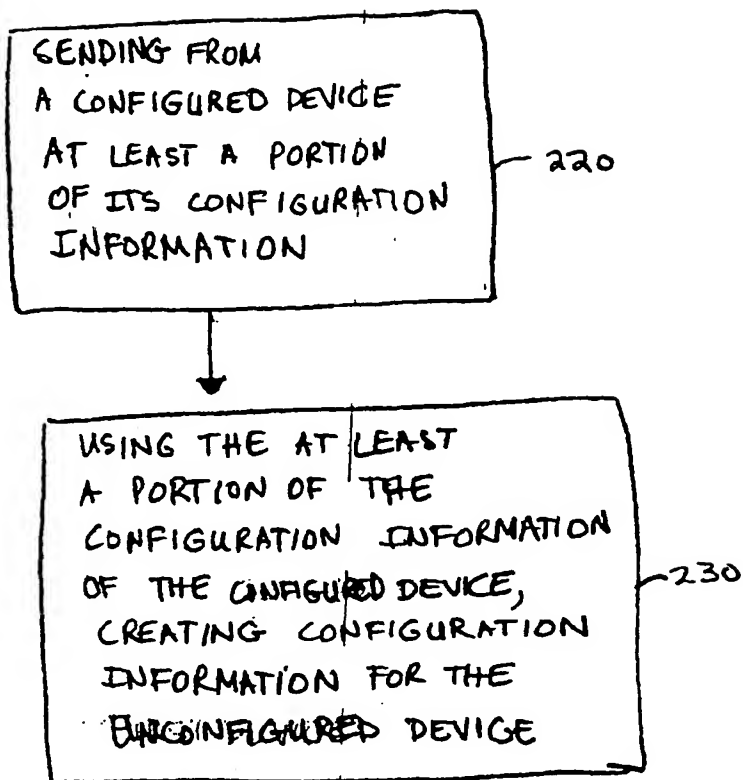 SENDING FROM
A CONFIGURED DEVICE
AT LEAST A PORTION
OF ITS CONFIGURATION
INFORMATION
220
USING THE AT LEAST
A PORTION OF THE
CONFIGURATION INFORMATION
OF THE CONFIGURED DEVICE,
CREATING CONFIGURATION
INFORMATION FOR THE
UNCONFIGURED DEVICE
230